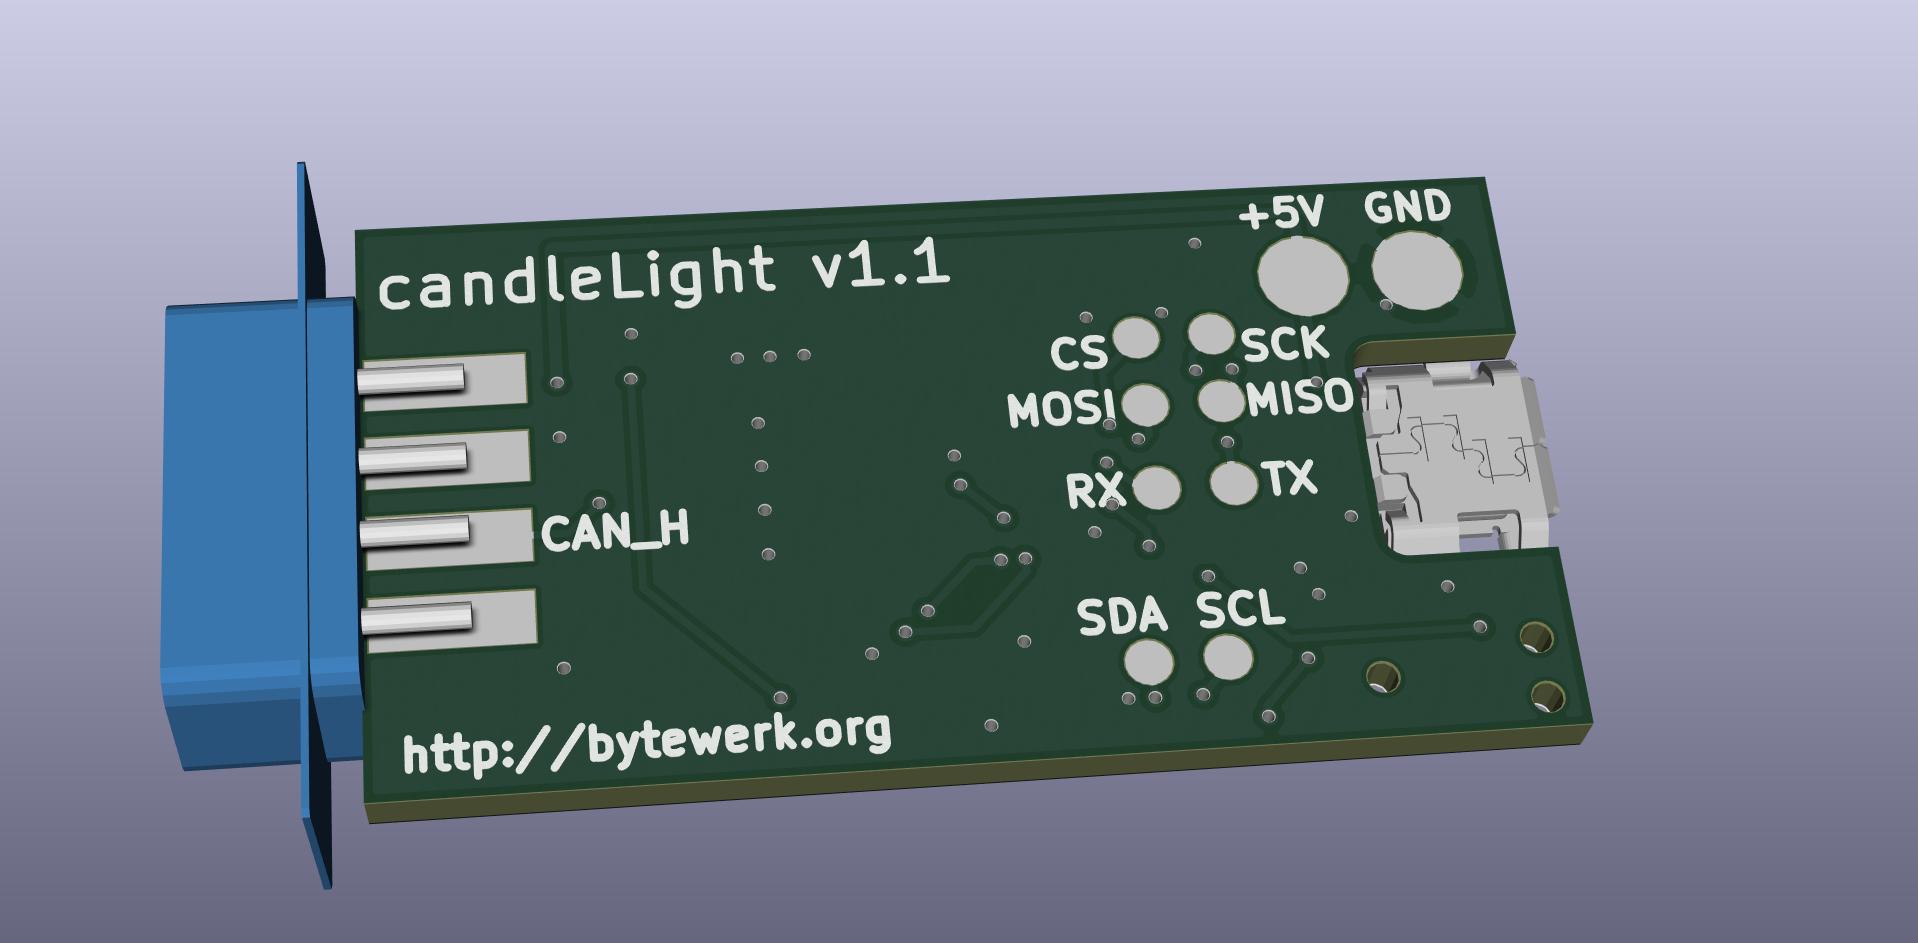 +5V GND
candleLight v1.1
CS SCK
MOSI MISO
RX TX
CAN_H
SDA SCL
http://bytewerk.org